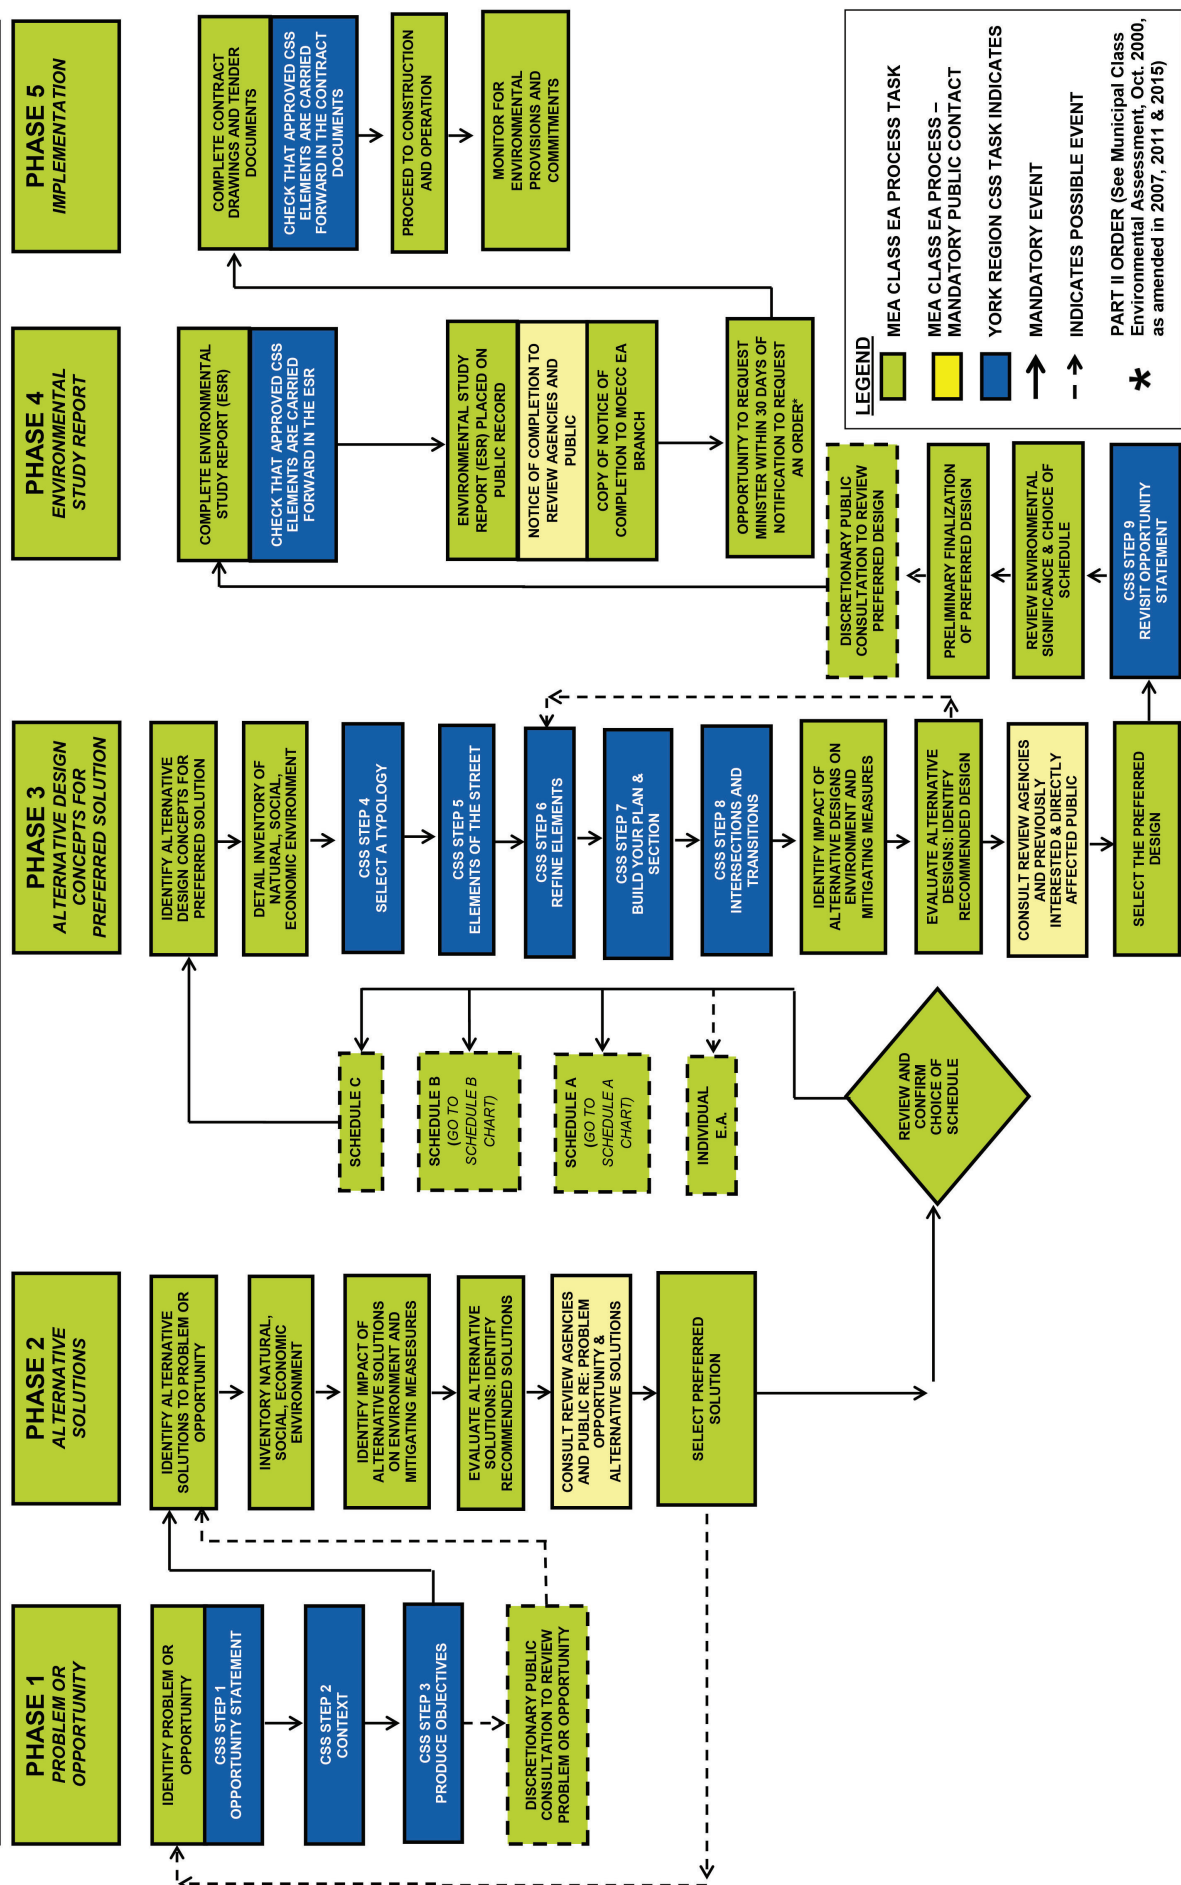 PHASE 1
PROBLEM OR
OPPORTUNITY
IDENTIFY PROBLEM OR
OPPORTUNITY
CSS STEP 1
OPPORTUNITY STATEMENT
CSS STEP 2
CONTEXT
CSS STEP 3
PRODUCE OBJECTIVES
DISCRETIONARY PUBLIC
CONSULTATION TO REVIEW
PROBLEM OR OPPORTUNITY
PHASE 2
ALTERNATIVE
SOLUTIONS
IDENTIFY ALTERNATIVE
SOLUTIONS TO PROBLEM OR
OPPORTUNITY
INVENTORY NATURAL,
SOCIAL, ECONOMIC
ENVIRONMENT
IDENTIFY IMPACT OF
ALTERNATIVE SOLUTIONS
ON ENVIRONMENT AND
MITIGATING MEASESURES
EVALUATE ALTERNATIVE
SOLUTIONS: IDENTIFY
RECOMMENDED SOLUTIONS
CONSULT REVIEW AGENCIES
AND PUBLIC RE: PROBLEM
OPPORTUNITY &
ALTERNATIVE SOLUTIONS
SELECT PREFERRED
SOLUTION
REVIEW AND
CONFIRM
CHOICE OF
SCHEDULE
SCHEDULE C
SCHEDULE B
(GO TO
SCHEDULE B
CHART)
SCHEDULE A
(GO TO
SCHEDULE A
CHART)
INDIVIDUAL
E.A.
PHASE 3
ALTERNATIVE DESIGN
CONCEPTS FOR
PREFERRED SOLUTION
IDENTIFY ALTERNATIVE
DESIGN CONCEPTS FOR
PREFERRED SOLUTION
DETAIL INVENTORY OF
NATURAL, SOCIAL,
ECONOMIC ENVIRONMENT
CSS STEP 4
SELECT A TYPOLOGY
CSS STEP 5
ELEMENTS OF THE STREET
CSS STEP 6
REFINE ELEMENTS
CSS STEP 7
BUILD YOUR PLAN &
SECTION
CSS STEP 8
INTERSECTIONS AND
TRANSITIONS
IDENTIFY IMPACT OF
ALTERNATIVE DESIGNS ON
ENVIRONMENT AND
MITIGATING MEASURES
EVALUATE ALTERNATIVE
DESIGNS: IDENTIFY
RECOMMENDED DESIGN
CONSULT REVIEW AGENCIES
AND PREVIOUSLY
INTERESTED & DIRECTLY
AFFECTED PUBLIC
SELECT THE PREFERRED
DESIGN
CSS STEP 9
REVISIT OPPORTUNITY
STATEMENT
REVIEW ENVIRONMENTAL
SIGNIFICANCE & CHOICE OF
SCHEDULE
PRELIMINARY FINALIZATION
OF PREFERRED DESIGN
DISCRETIONARY PUBLIC
CONSULTATION TO REVIEW
PREFERRED DESIGN
PHASE 4
ENVIRONMENTAL
STUDY REPORT
COMPLETE ENVIRONMENTAL
STUDY REPORT (ESR)
CHECK THAT APPROVED CSS
ELEMENTS ARE CARRIED
FORWARD IN THE ESR
ENVIRONMENTAL STUDY
REPORT (ESR) PLACED ON
PUBLIC RECORD
NOTICE OF COMPLETION TO
REVIEW AGENCIES AND
PUBLIC
COPY OF NOTICE OF
COMPLETION TO MOECC EA
BRANCH
OPPORTUNITY TO REQUEST
MINISTER WITHIN 30 DAYS OF
NOTIFICATION TO REQUEST
AN ORDER*
PHASE 5
IMPLEMENTATION
COMPLETE CONTRACT
DRAWINGS AND TENDER
DOCUMENTS
CHECK THAT APPROVED CSS
ELEMENTS ARE CARRIED
FORWARD IN THE CONTRACT
DOCUMENTS
PROCEED TO CONSTRUCTION
AND OPERATION
MONITOR FOR
ENVIRONMENTAL
PROVISIONS AND
COMMITMENTS
LEGEND
MEA CLASS EA PROCESS TASK
MEA CLASS EA PROCESS –
MANDATORY PUBLIC CONTACT
YORK REGION CSS TASK INDICATES
MANDATORY EVENT
INDICATES POSSIBLE EVENT
* PART II ORDER (See Municipal Class
Environmental Assessment, Oct. 2000,
as amended in 2007, 2011 & 2015)